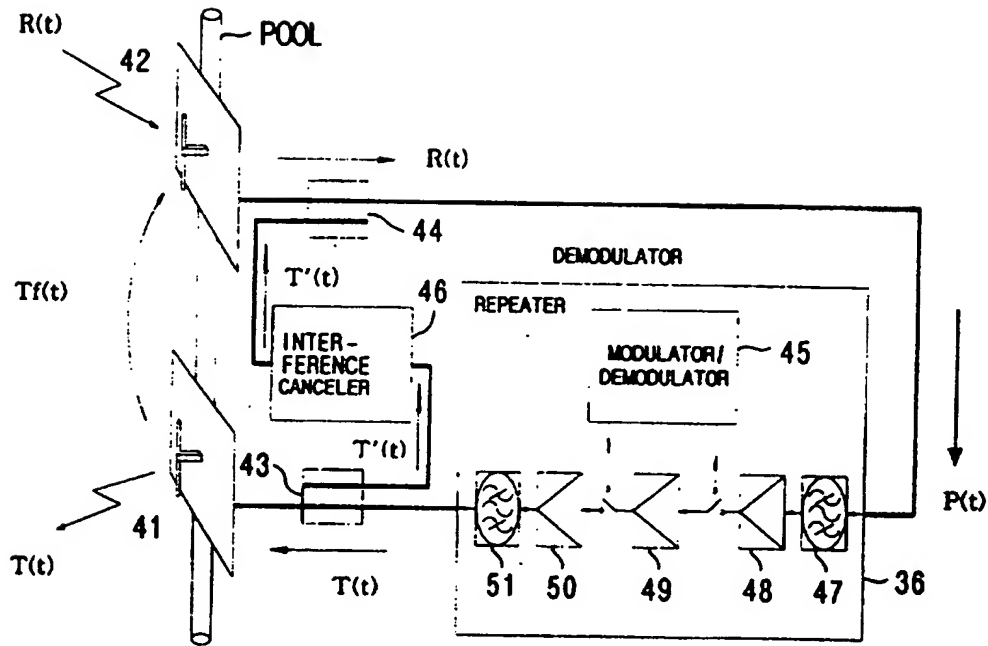 R(t)
42
POOL
R(t)
44
DEMODULATOR
T'(t)
46
REPEATER
Tf(t)
INTER-
FERENCE
CANCELER
MODULATOR/
DEMODULATOR
45
T'(t)
43
P(t)
41
T(t)
T(t)
51
50
49
48
47
36